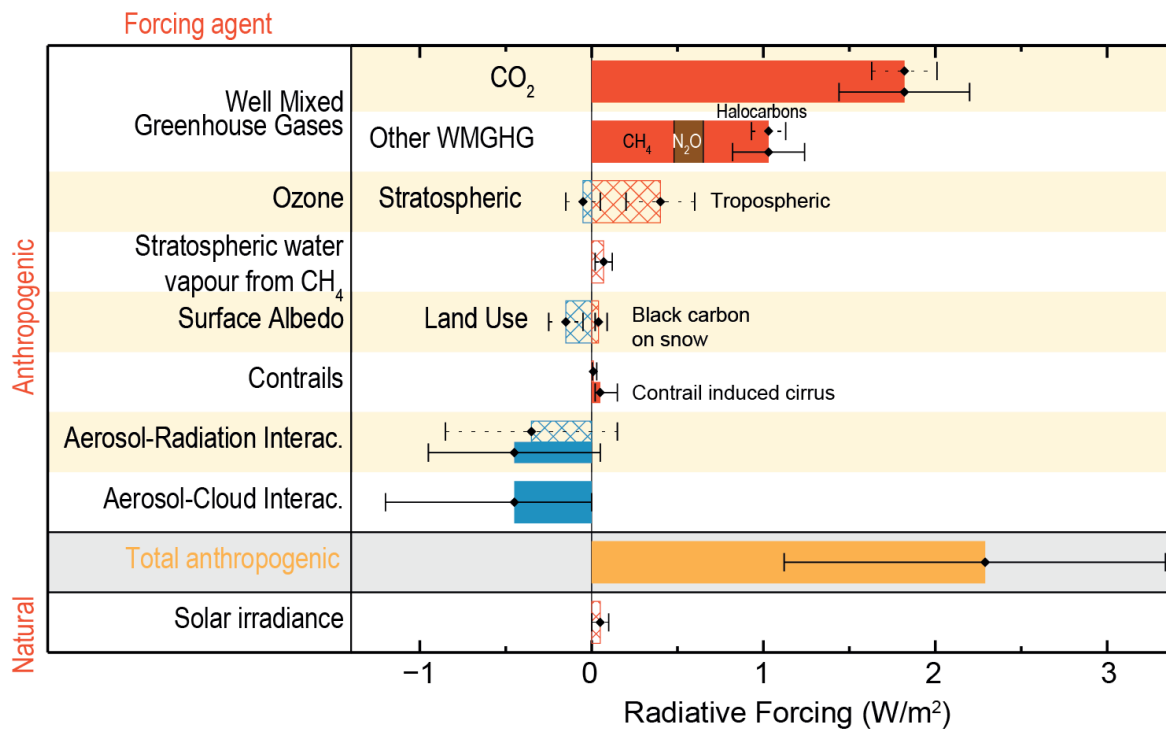 Forcing agent
Anthropogenic
Natural
Well Mixed
Greenhouse Gases
CO₂
Other WMGHG
Halocarbons
CH₄
N₂O
Ozone
Stratospheric
Tropospheric
Stratospheric water
vapour from CH₄
Surface Albedo
Land Use
Black carbon
on snow
Contrails
Contrail induced cirrus
Aerosol-Radiation Interac.
Aerosol-Cloud Interac.
Total anthropogenic
Solar irradiance
−1
0
1
2
3
Radiative Forcing (W/m²)